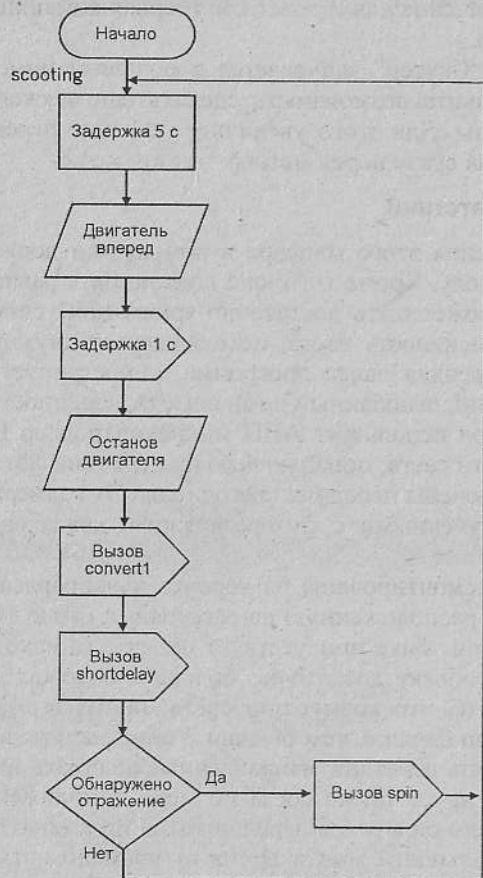 Начало
scooting
Задержка 5 с
Двигатель
вперед
Задержка 1 с
Останов
двигателя
Вызов
convert1
Вызов
shortdelay
Обнаружено
отражение
Да
Вызов spin
Нет